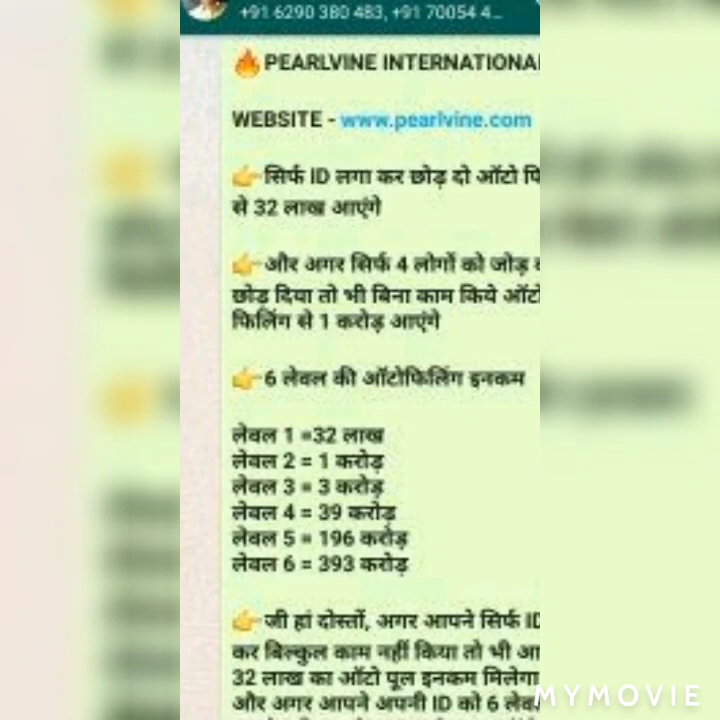 +91 6290 380 483, +91 70054 4...
🔥 PEARLVINE INTERNATIONA
WEBSITE - www.pearlvine.com
👉सिर्फ ID लगा कर छोड़ दो ऑटो फि
से 32 लाख आएंगे
👉और अगर सिर्फ 4 लोगों को जोड़
छोड दिया तो भी बिना काम किये ऑटो
फिलिंग से 1 करोड़ आएंगे
👉6 लेवल की ऑटोफिलिंग इनकम
लेवल 1 =32 लाख
लेवल 2 = 1 करोड़
लेवल 3 = 3 करोड़
लेवल 4 = 39 करोड़
लेवल 5 = 196 करोड़
लेवल 6 = 393 करोड़
👉जी हां दोस्तों, अगर आपने सिर्फ ID
कर बिल्कुल काम नहीं किया तो भी आ
32 लाख का ऑटो पूल इनकम मिलेगा
और अगर आपने अपनी ID को 6 लेव
MYMOVIE